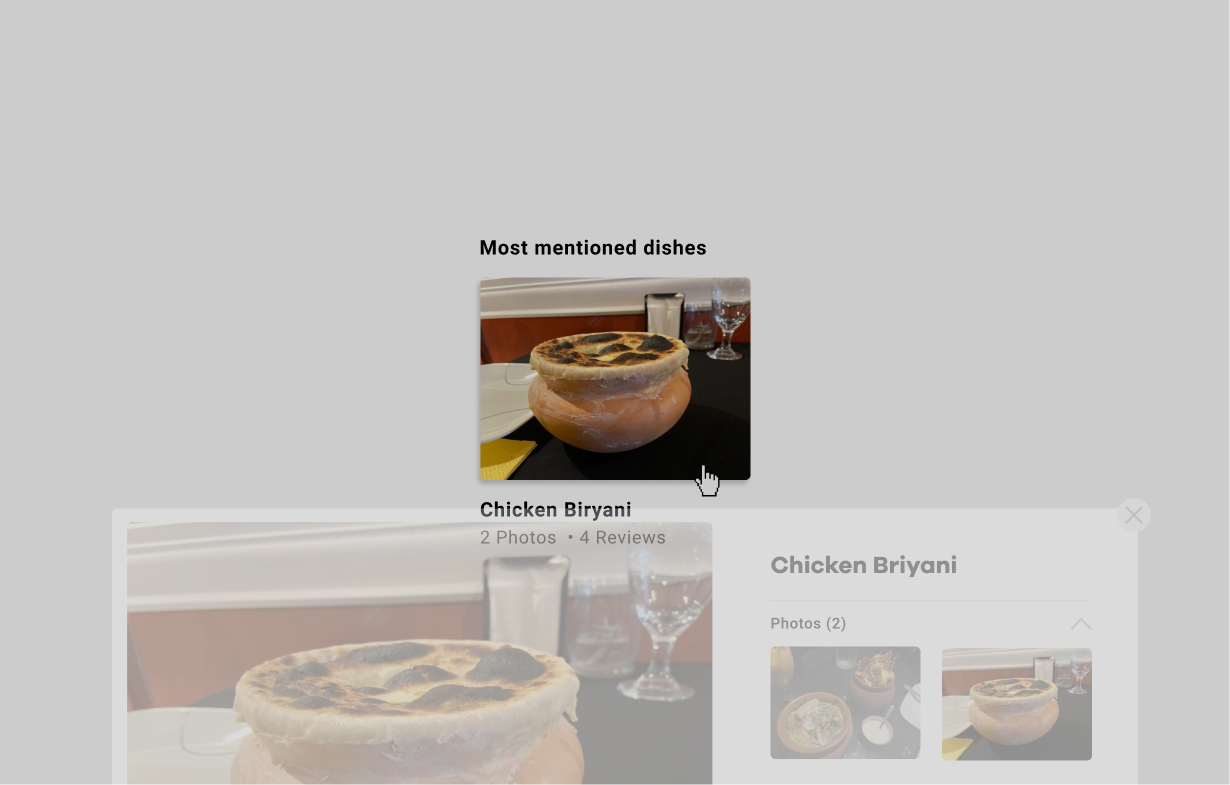 Most mentioned dishes
Chicken Biryani
2 Photos • 4 Reviews
Chicken Briyani
Photos (2)